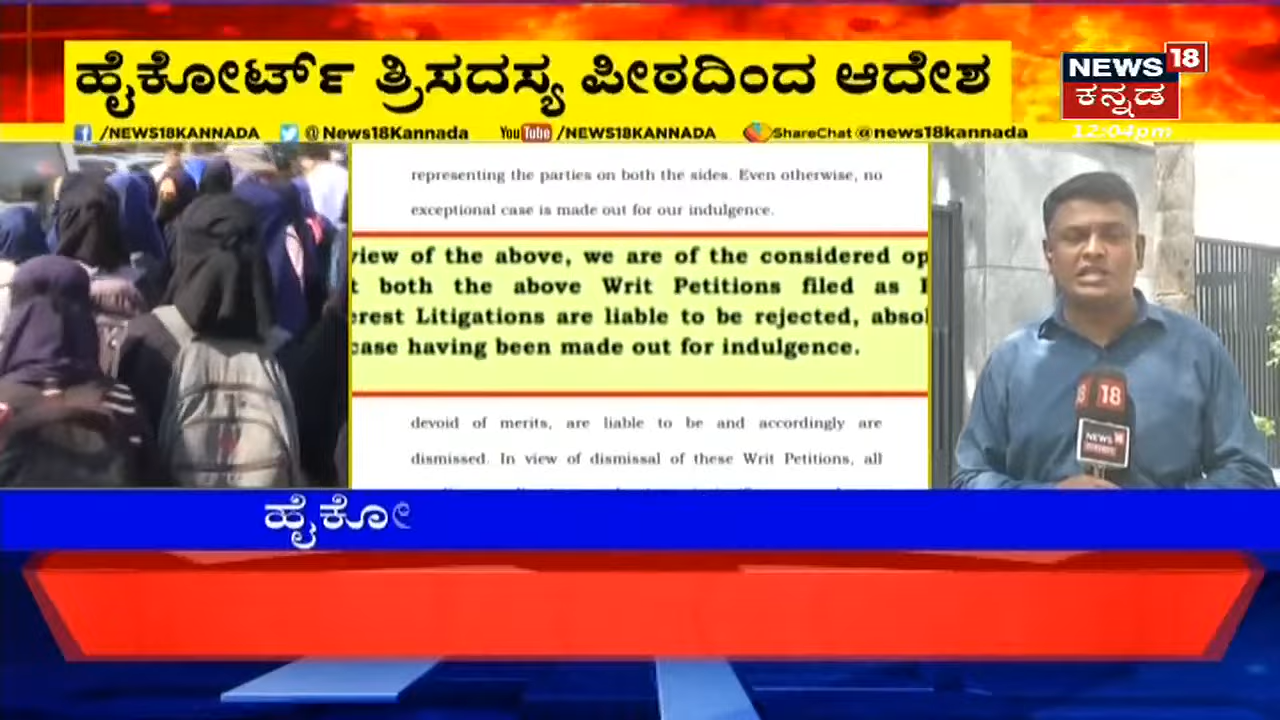 ಹೈಕೋರ್ಟ್ ತ್ರಿಸದಸ್ಯ ಪೀಠದಿಂದ ಆದೇಶ
NEWS 18
ಕನ್ನಡ
/NEWS18KANNADA @News18Kannada YouTube /NEWS18KANNADA ShareChat @news18kannada
12:04pm
representing the parties on both the sides. Even otherwise, no
exceptional case is made out for our indulgence.
view of the above, we are of the considered op
t both the above Writ Petitions filed as
erest Litigations are liable to be rejected, absol
case having been made out for indulgence.
devoid of merits, are liable to be and accordingly are
dismissed. In view of dismissal of these Writ Petitions, all
18
NEWS 18
ಹೈಕೋ